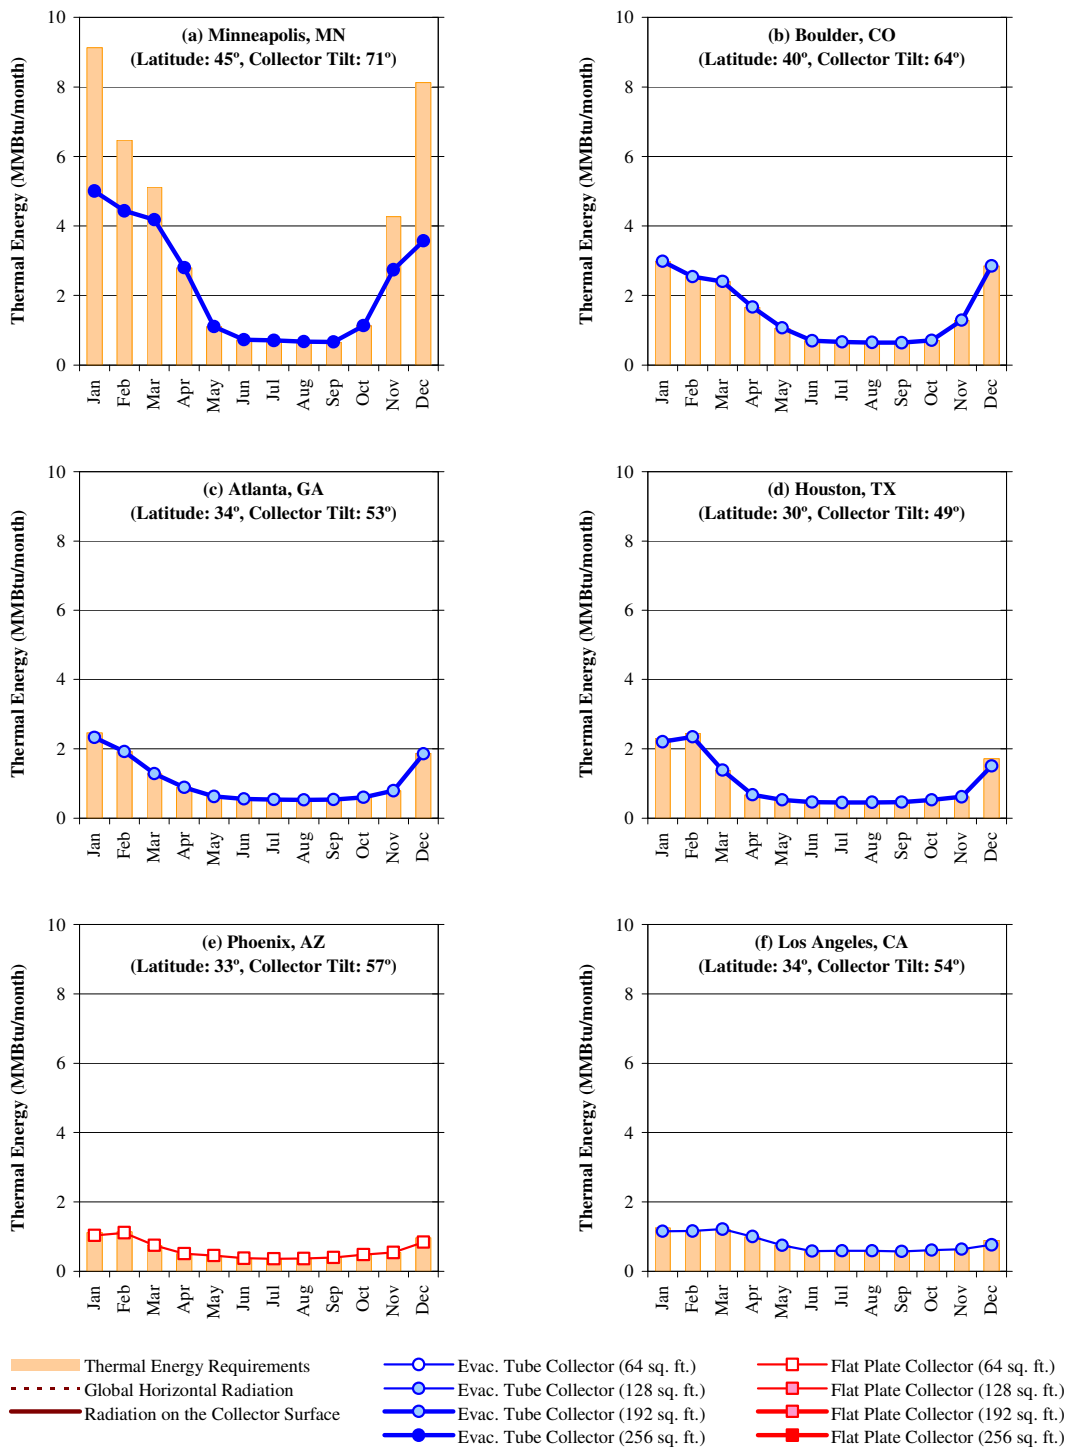 (a) Minneapolis, MN
(Latitude: 45º, Collector Tilt: 71º)
Thermal Energy (MMBtu/month)
10
8
6
4
2
0
Jan Feb Mar Apr May Jun Jul Aug Sep Oct Nov Dec
(b) Boulder, CO
(Latitude: 40º, Collector Tilt: 64º)
Thermal Energy (MMBtu/month)
10
8
6
4
2
0
Jan Feb Mar Apr May Jun Jul Aug Sep Oct Nov Dec
(c) Atlanta, GA
(Latitude: 34º, Collector Tilt: 53º)
Thermal Energy (MMBtu/month)
10
8
6
4
2
0
Jan Feb Mar Apr May Jun Jul Aug Sep Oct Nov Dec
(d) Houston, TX
(Latitude: 30º, Collector Tilt: 49º)
Thermal Energy (MMBtu/month)
10
8
6
4
2
0
Jan Feb Mar Apr May Jun Jul Aug Sep Oct Nov Dec
(e) Phoenix, AZ
(Latitude: 33º, Collector Tilt: 57º)
Thermal Energy (MMBtu/month)
10
8
6
4
2
0
Jan Feb Mar Apr May Jun Jul Aug Sep Oct Nov Dec
(f) Los Angeles, CA
(Latitude: 34º, Collector Tilt: 54º)
Thermal Energy (MMBtu/month)
10
8
6
4
2
0
Jan Feb Mar Apr May Jun Jul Aug Sep Oct Nov Dec
Thermal Energy Requirements
Global Horizontal Radiation
Radiation on the Collector Surface
Evac. Tube Collector (64 sq. ft.)
Evac. Tube Collector (128 sq. ft.)
Evac. Tube Collector (192 sq. ft.)
Evac. Tube Collector (256 sq. ft.)
Flat Plate Collector (64 sq. ft.)
Flat Plate Collector (128 sq. ft.)
Flat Plate Collector (192 sq. ft.)
Flat Plate Collector (256 sq. ft.)